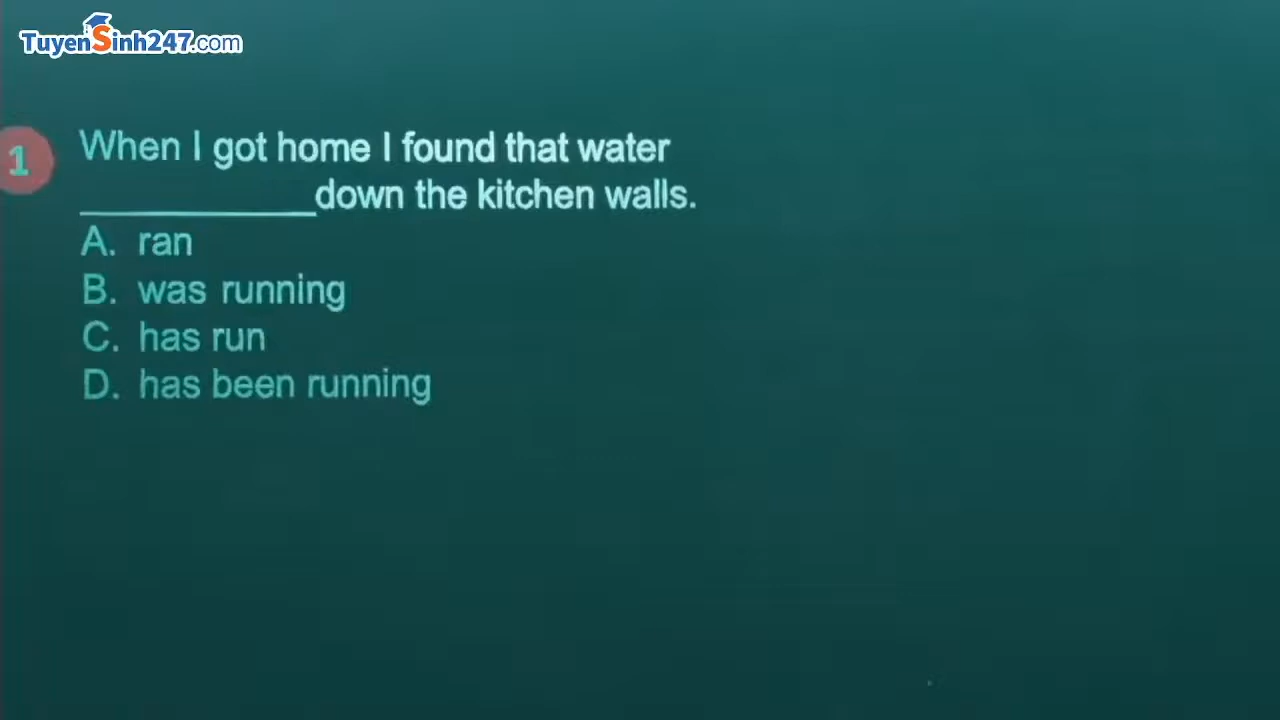 TuyenSinh247.com
1
When I got home I found that water
____________down the kitchen walls.
A. ran
B. was running
C. has run
D. has been running